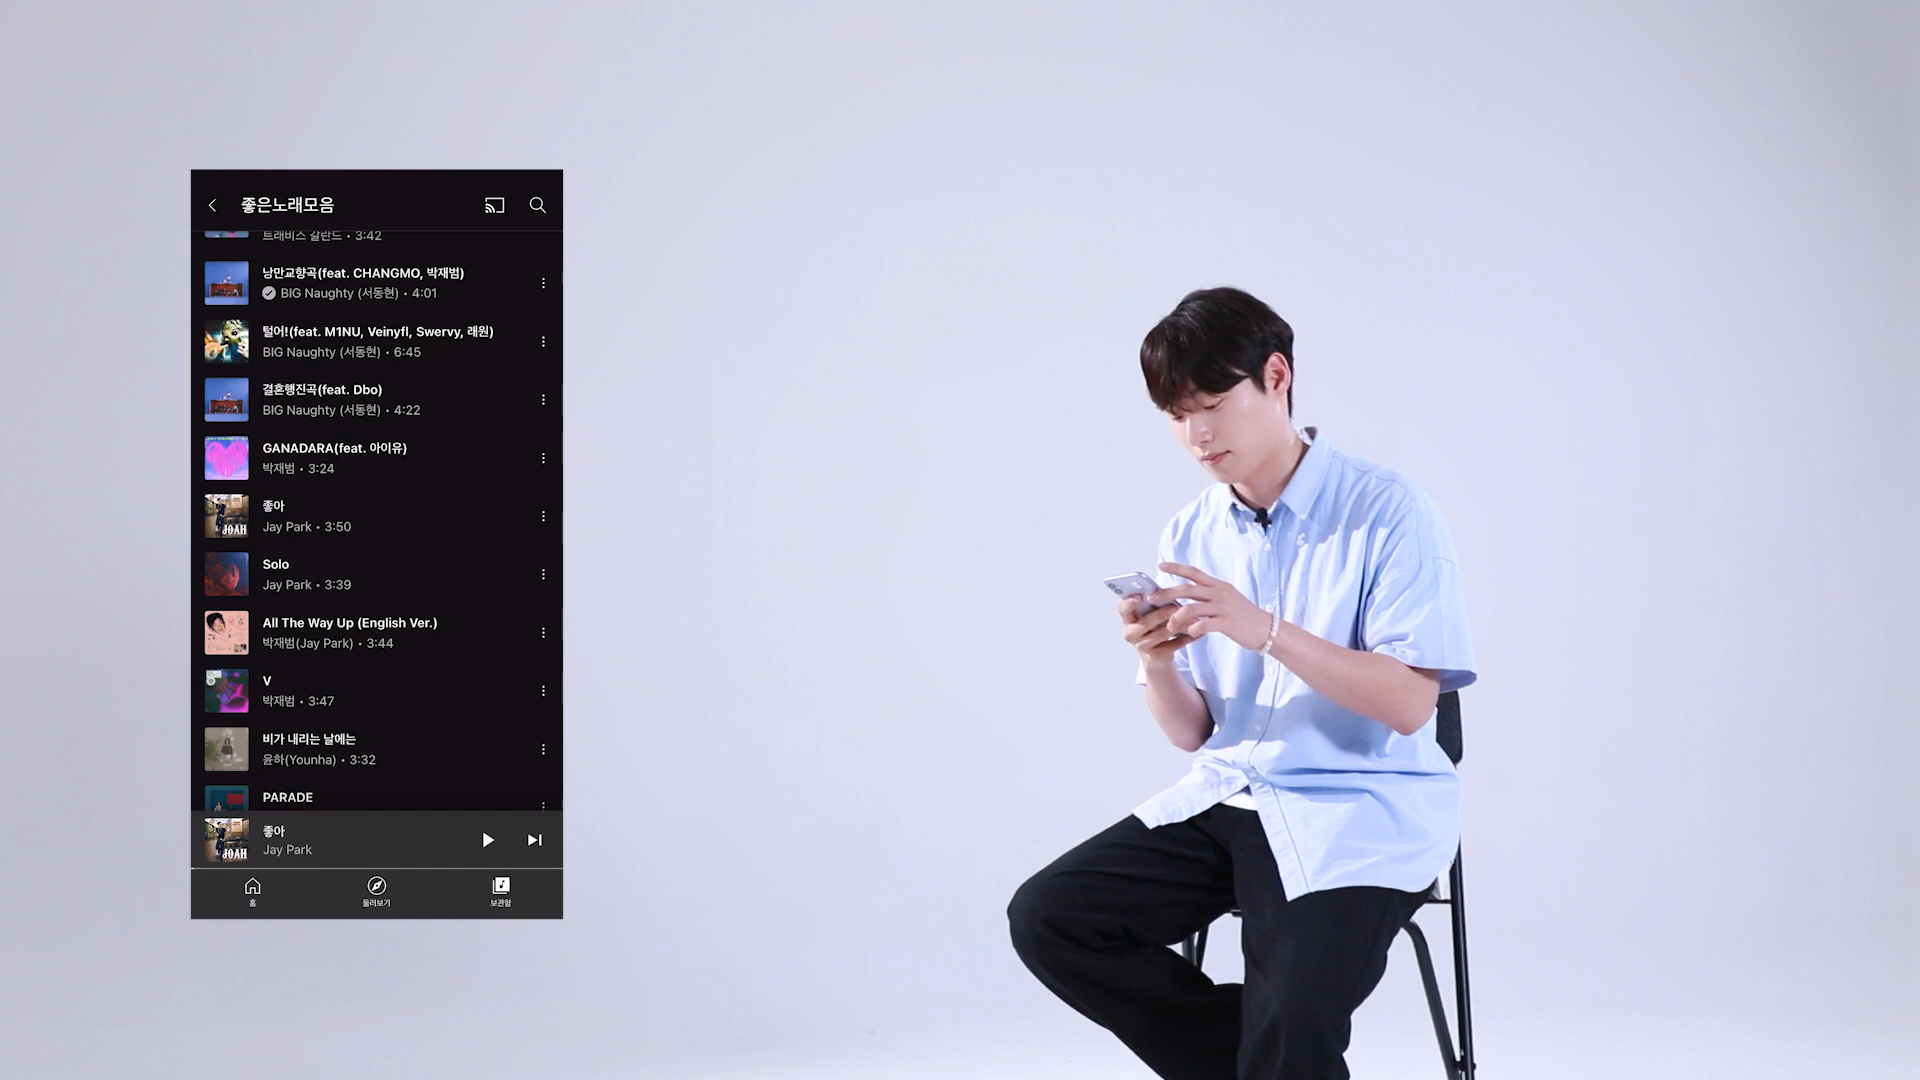 좋은노래모음
트래비스 갈란드 • 3:42
낭만교향곡(feat. CHANGMO, 박재범)
BIG Naughty (서동현) • 4:01
털어!(feat. M1NU, Veinyfl, Swervy, 래원)
BIG Naughty (서동현) • 6:45
결혼행진곡(feat. Dbo)
BIG Naughty (서동현) • 4:22
GANADARA(feat. 아이유)
박재범 • 3:24
좋아
Jay Park • 3:50
JOAH
Solo
Jay Park • 3:39
All The Way Up (English Ver.)
박재범(Jay Park) • 3:44
V
박재범 • 3:47
비가 내리는 날에는
윤하(Younha) • 3:32
PARADE
좋아
Jay Park
JOAH
홈
둘러보기
보관함